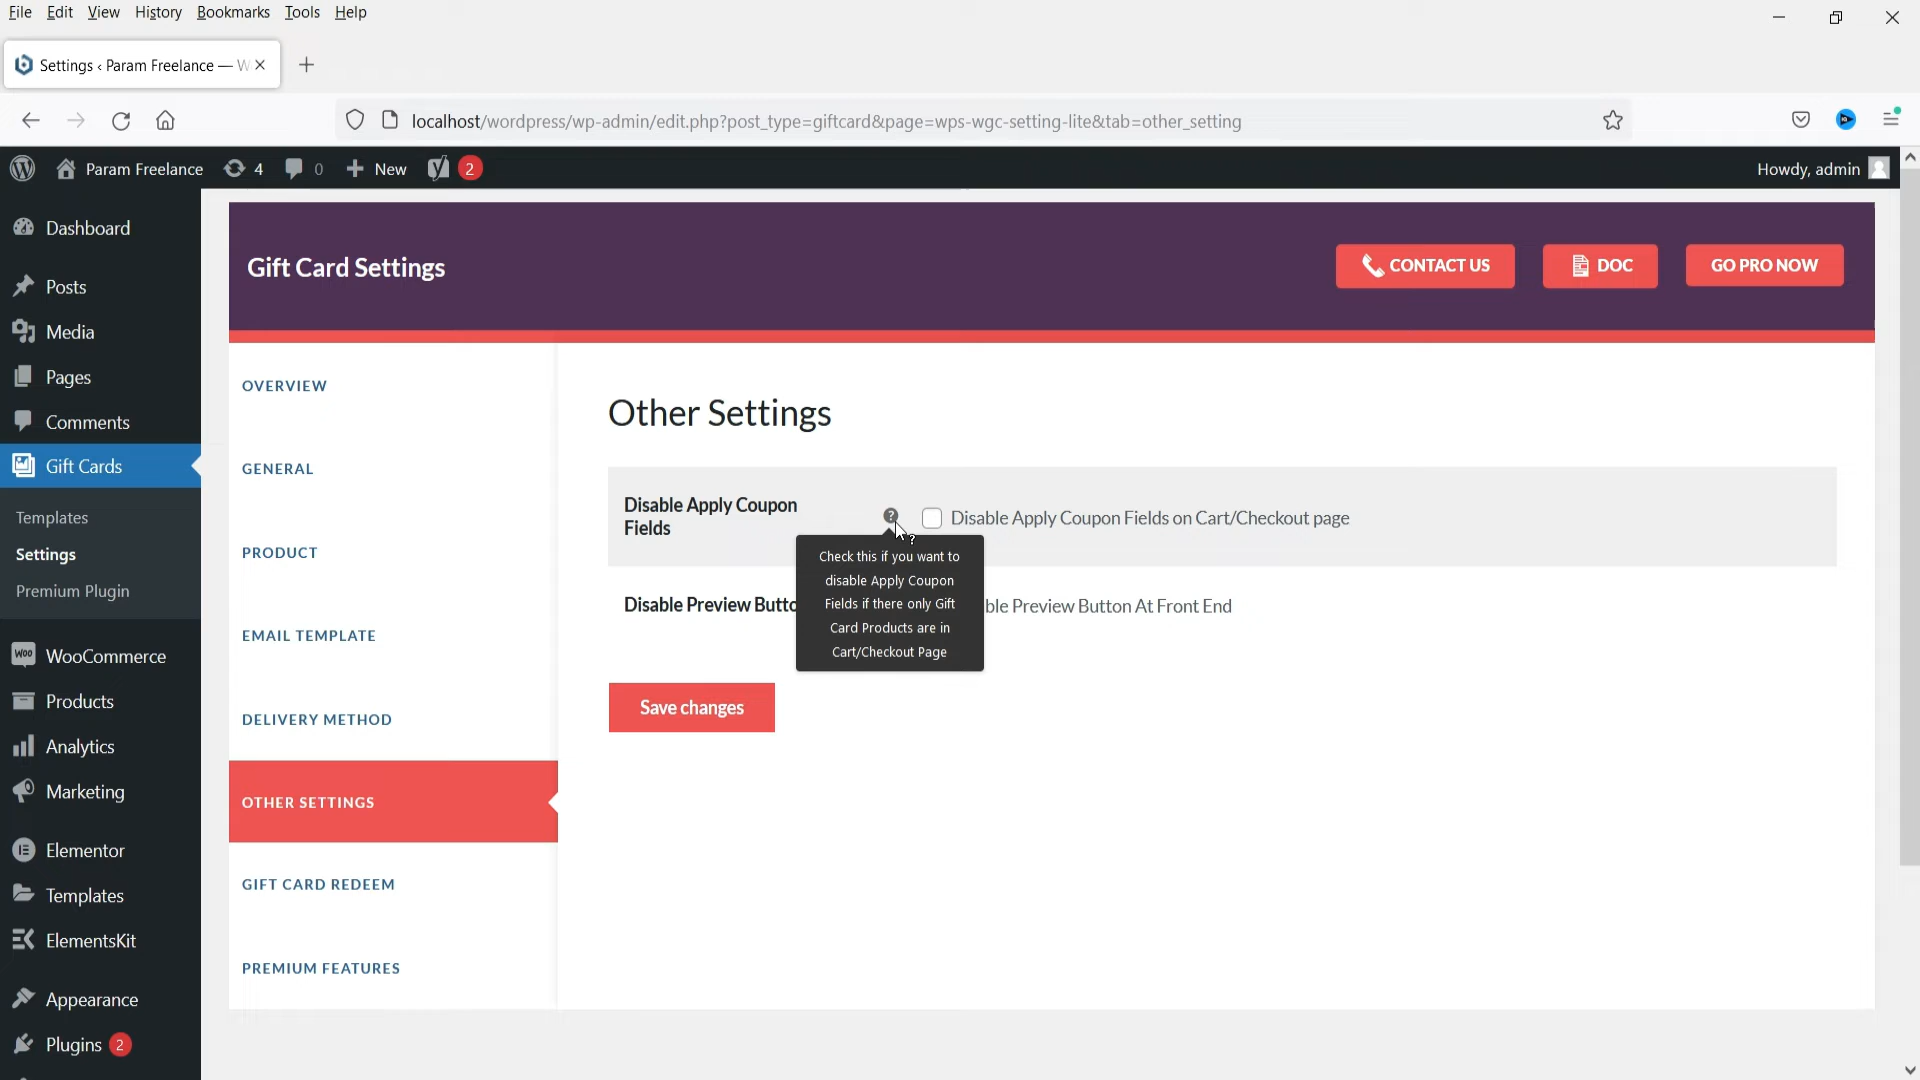 File Edit View History Bookmarks Tools Help
Settings ‹ Param Freelance — W
localhost/wordpress/wp-admin/edit.php?post_type=giftcard&page=wps-wgc-setting-lite&tab=other_setting
Param Freelance 4 0 New 2 Howdy, admin
Dashboard
Posts
Media
Pages
Comments
Gift Cards
Templates
Settings
Premium Plugin
WooCommerce
Products
Analytics
Marketing
Elementor
Templates
ElementsKit
Appearance
Plugins 2
Gift Card Settings
CONTACT US
DOC
GO PRO NOW
OVERVIEW
GENERAL
PRODUCT
EMAIL TEMPLATE
DELIVERY METHOD
OTHER SETTINGS
GIFT CARD REDEEM
PREMIUM FEATURES
Other Settings
Disable Apply Coupon
Fields
Disable Apply Coupon Fields on Cart/Checkout page
Check this if you want to
disable Apply Coupon
Fields if there only Gift
Card Products are in
Cart/Checkout Page
Disable Preview Butto
ble Preview Button At Front End
Save changes